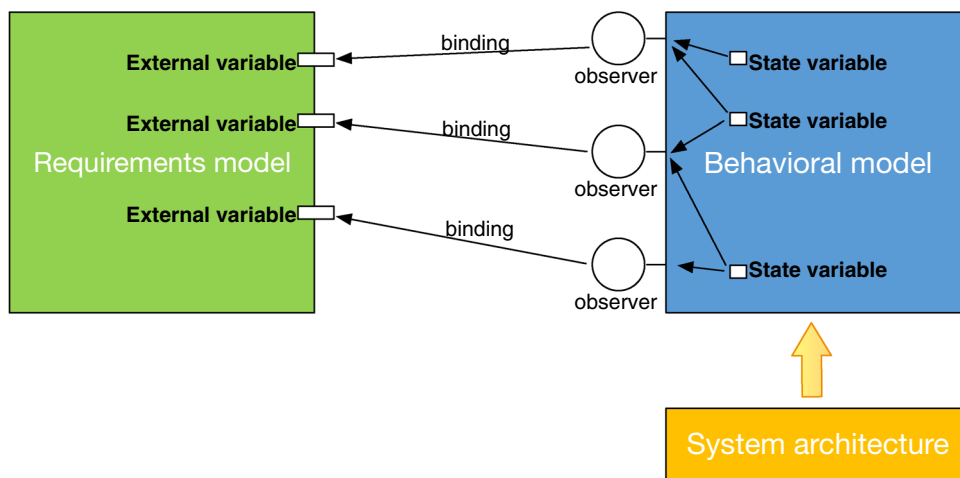 External variable
External variable
Requirements model
External variable
binding
binding
binding
observer
observer
observer
State variable
State variable
Behavioral model
State variable
System architecture